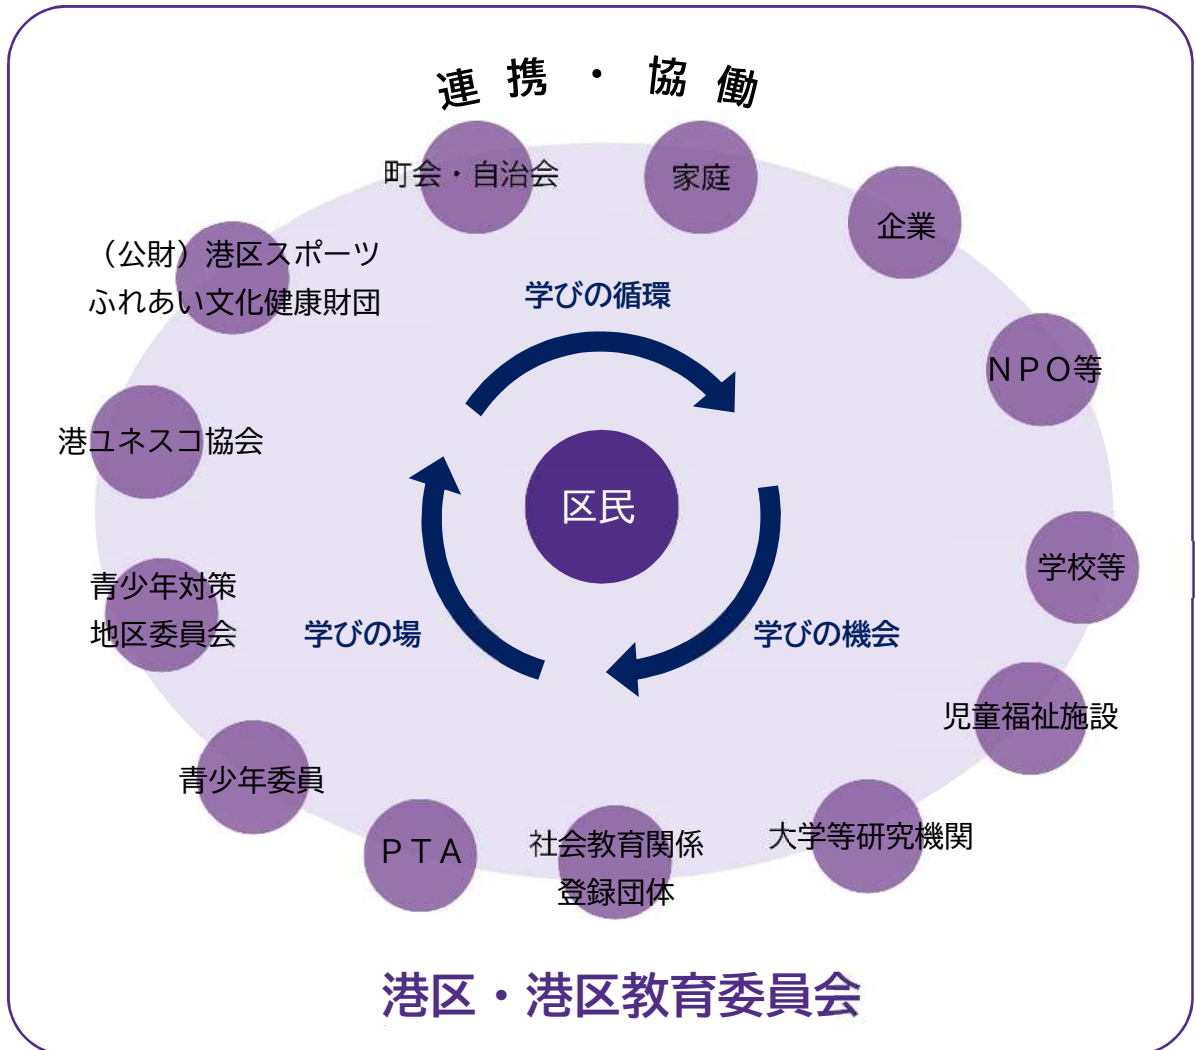 連携・協働
町会・自治会
家庭
企業
（公財）港区スポーツ
ふれあい文化健康財団
学びの循環
ＮＰＯ等
港ユネスコ協会
区民
学校等
青少年対策
地区委員会
学びの場
学びの機会
児童福祉施設
青少年委員
ＰＴＡ
社会教育関係
登録団体
大学等研究機関
港区・港区教育委員会